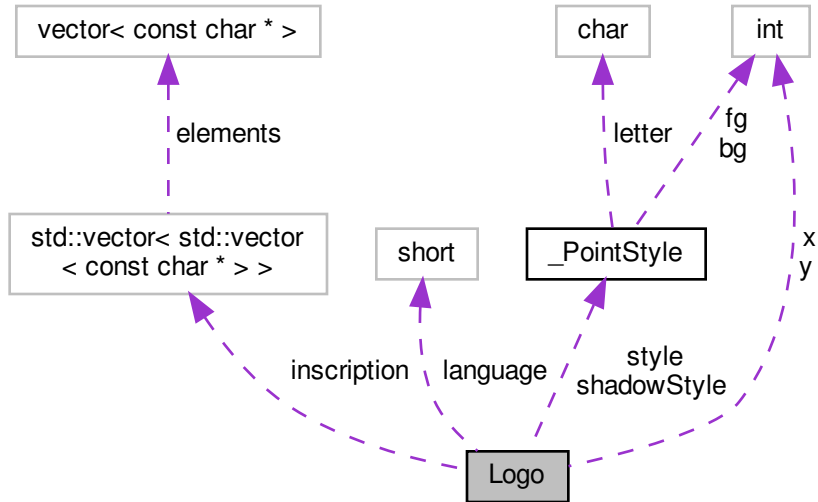 vector< const char * >
char
int
elements
letter
fg
bg
std::vector< std::vector
< const char * > >
short
_PointStyle
x
y
inscription
language
style
shadowStyle
Logo